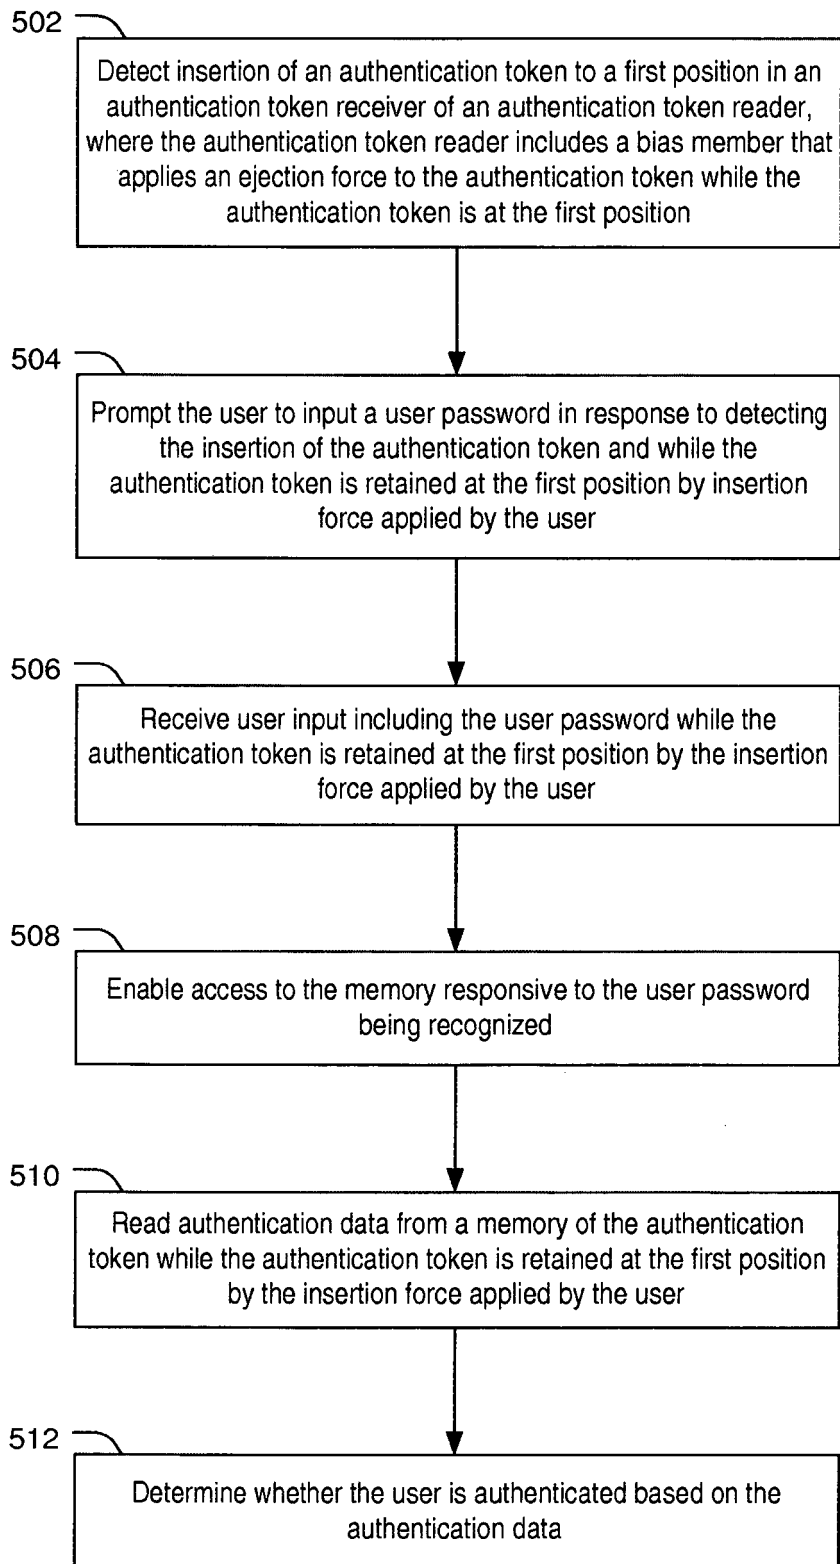 502
Detect insertion of an authentication token to a first position in an
authentication token receiver of an authentication token reader,
where the authentication token reader includes a bias member that
applies an ejection force to the authentication token while the
authentication token is at the first position
504
Prompt the user to input a user password in response to detecting
the insertion of the authentication token and while the
authentication token is retained at the first position by insertion
force applied by the user
506
Receive user input including the user password while the
authentication token is retained at the first position by the insertion
force applied by the user
508
Enable access to the memory responsive to the user password
being recognized
510
Read authentication data from a memory of the authentication
token while the authentication token is retained at the first position
by the insertion force applied by the user
512
Determine whether the user is authenticated based on the
authentication data